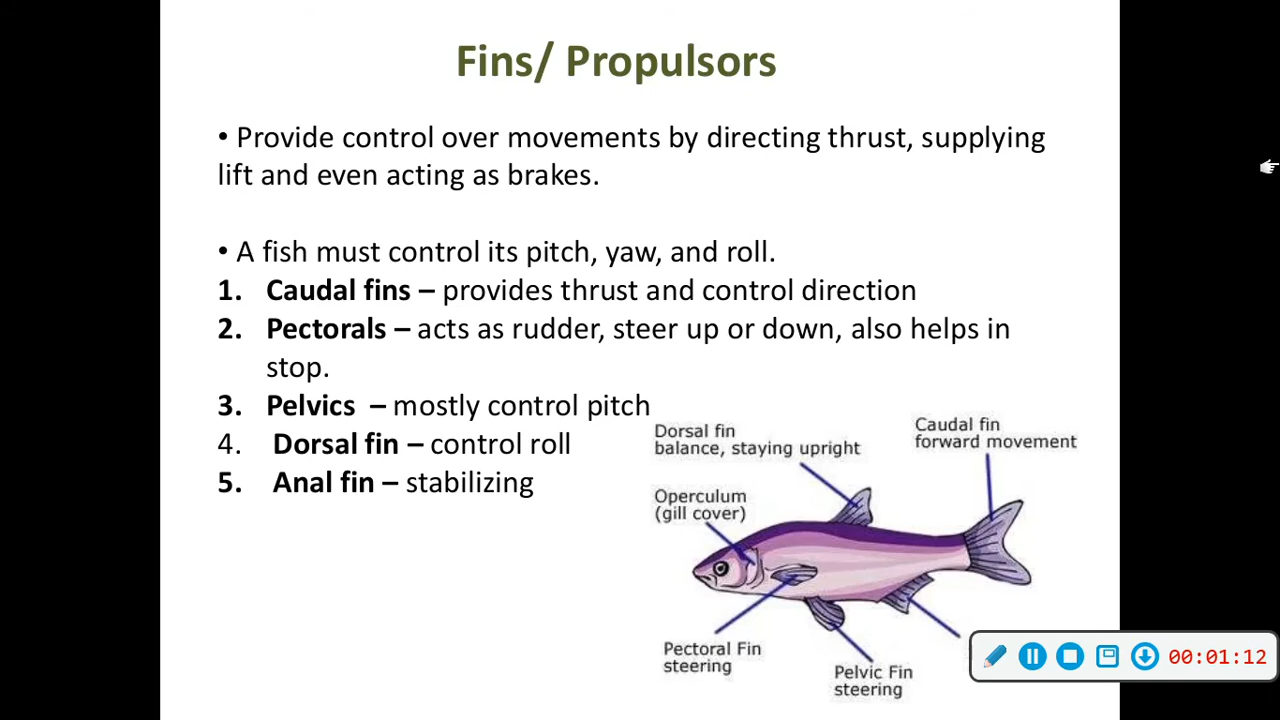 Fins/ Propulsors
• Provide control over movements by directing thrust, supplying
lift and even acting as brakes.
• A fish must control its pitch, yaw, and roll.
1. Caudal fins – provides thrust and control direction
2. Pectorals – acts as rudder, steer up or down, also helps in
stop.
3. Pelvics – mostly control pitch
4. Dorsal fin – control roll
5. Anal fin – stabilizing
Dorsal fin
balance, staying upright
Caudal fin
forward movement
Operculum
(gill cover)
Pectoral Fin
steering
Pelvic Fin
steering
00:01:12